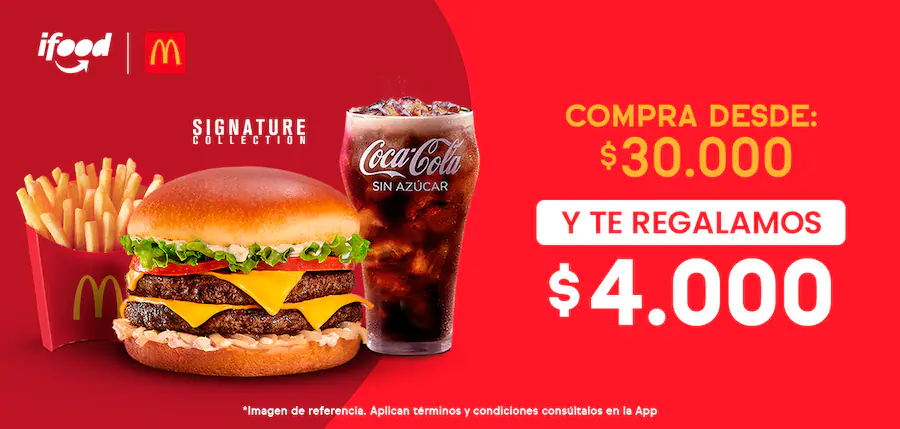 ifood
SIGNATURE
COLLECTION
Coca-Cola
SIN AZÚCAR
COMPRA DESDE:
$30.000
Y TE REGALAMOS
$4.000
*Imagen de referencia. Aplican términos y condiciones consúltalos en la App